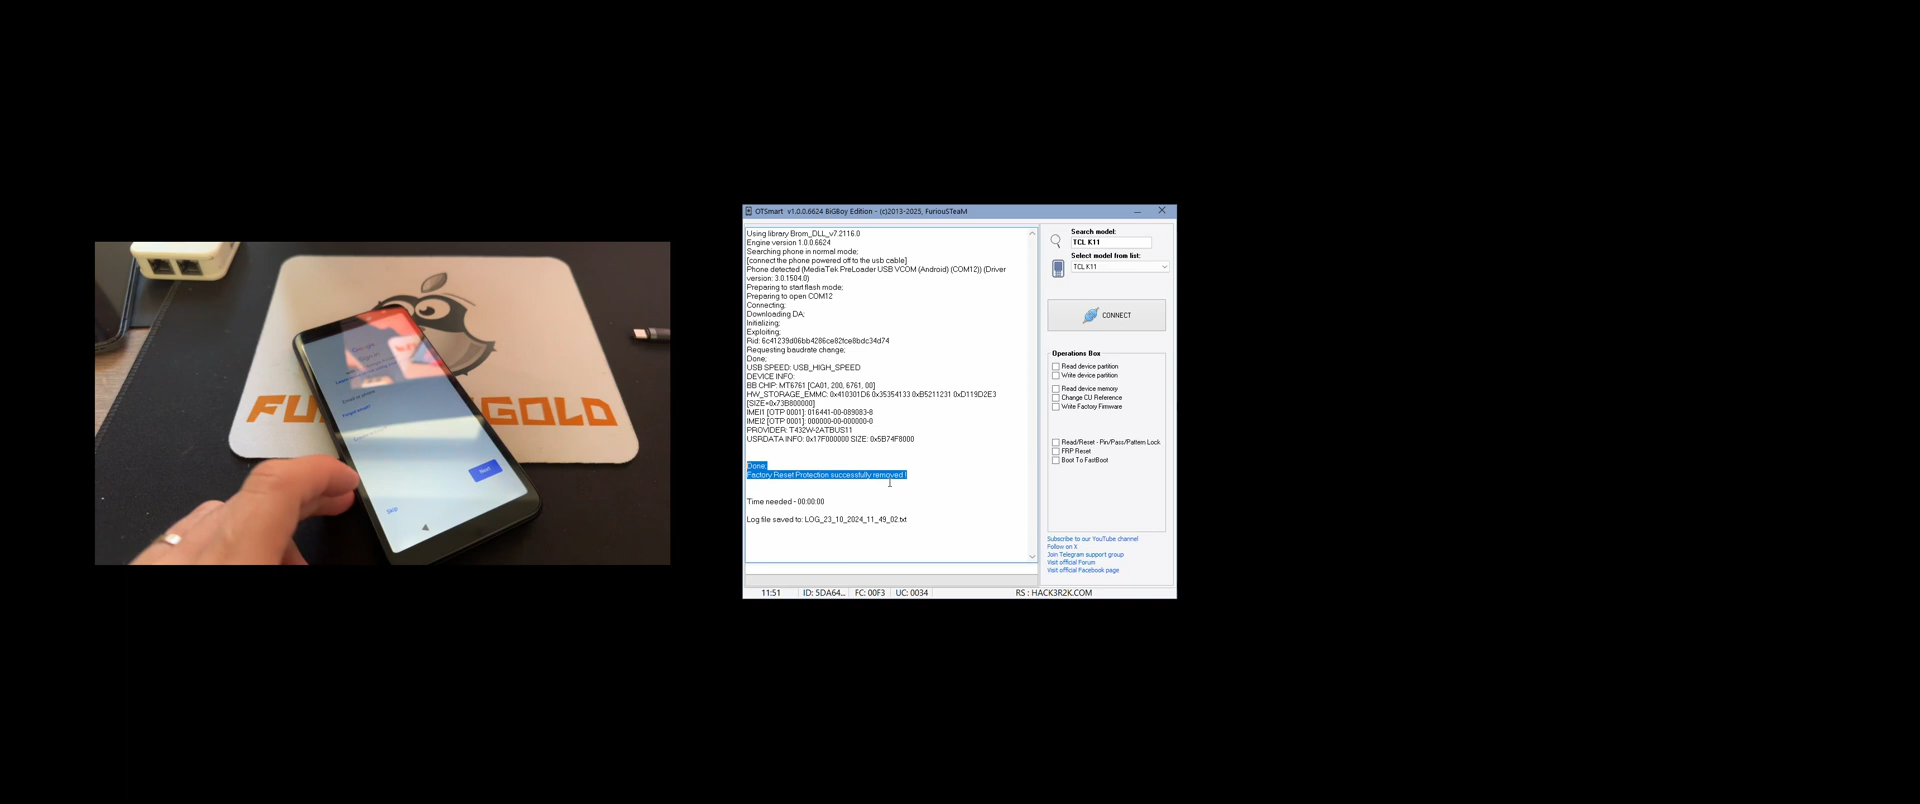 FU
GOLD
Next
Skip
OTSmart v1.0.0.6624 BiGBoy Edition - (c)2013-2025, FuriouSTeaM
Using library Brom_DLL_v7.2116.0
Engine version 1.0.0.6624
Searching phone in normal mode;
[connect the phone powered off to the usb cable]
Phone detected (MediaTek PreLoader USB VCOM (Android) (COM12)) (Driver
version: 3.0.1504.0)
Preparing to start flash mode;
Preparing to open COM12
Connecting;
Downloading DA;
Initializing;
Exploiting;
Rid: 6c41239d06bb4286ce82fce8bdc34d74
Requesting baudrate change;
Done;
USB SPEED: USB_HIGH_SPEED
DEVICE INFO:
BB CHIP: MT6761 [CA01, 200, 6761, 00]
HW_STORAGE_EMMC: 0x410301D6 0x35354133 0xB5211231 0xD119D2E3
[SIZE=0x73B800000]
IMEI1 [OTP 0001]: 016441-00-089083-8
IMEI2 [OTP 0001]: 000000-00-000000-0
PROVIDER: T432W-2ATBUS11
USRDATA INFO: 0x17F000000 SIZE: 0x5B74F8000
Done;
Factory Reset Protection successfully removed !
Time needed - 00:00:00
Log file saved to: LOG_23_10_2024_11_49_02.txt
Search model:
TCL K11
Select model from list:
TCL K11
CONNECT
Operations Box
Read device partition
Write device partition
Read device memory
Change CU Reference
Write Factory Firmware
Read/Reset - Pin/Pass/Pattern Lock
FRP Reset
Boot To FastBoot
Subscribe to our YouTube channel
Follow on X
Join Telegram support group
Visit official Forum
Visit official Facebook page
11:51 ID: 5DA64... FC: 00F3 UC: 0034 RS : HACK3R2K.COM